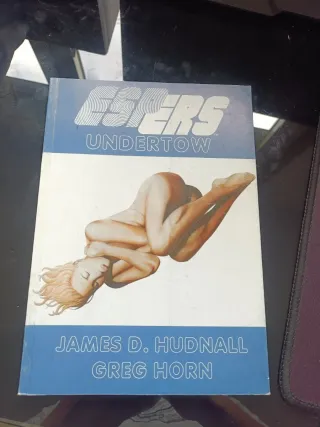 ESPERS
UNDERTOW
JAMES D. HUDNALL
GREG HORN